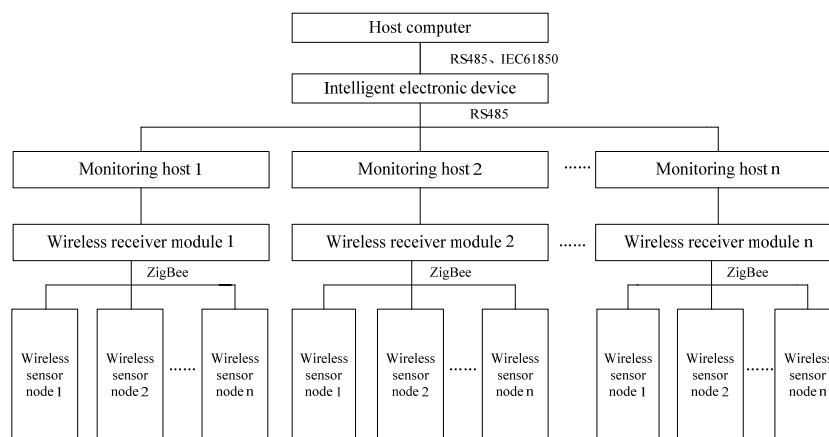 Host computer
RS485、IEC61850
Intelligent electronic device
RS485
Monitoring host 1
Monitoring host 2
......
Monitoring host n
Wireless receiver module 1
Wireless receiver module 2
......
Wireless receiver module n
ZigBee
ZigBee
ZigBee
Wireless
sensor
node 1
Wireless
sensor
node 2
......
Wireless
sensor
node n
Wireless
sensor
node 1
Wireless
sensor
node 2
......
Wireless
sensor
node n
Wireless
sensor
node 1
Wireless
sensor
node 2
......
Wireless
sensor
node n